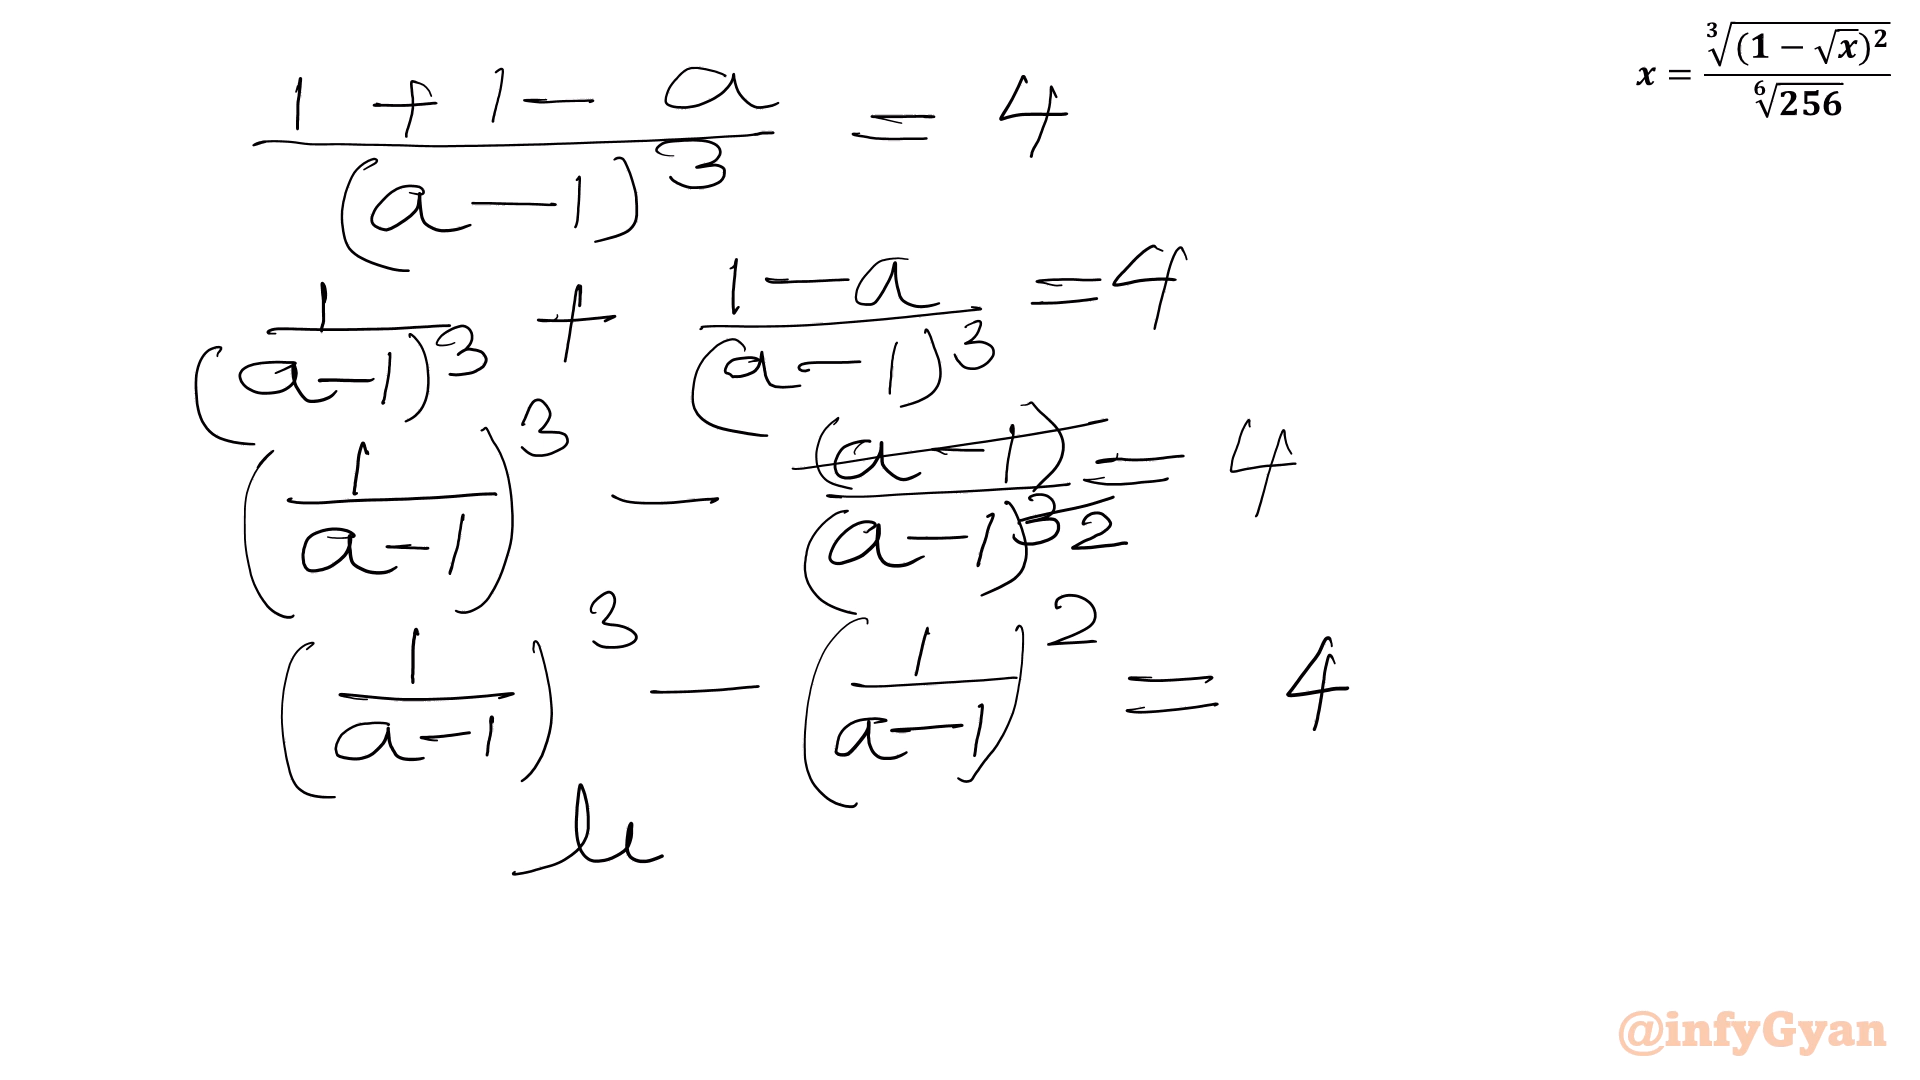 x = ∛((1 − √x)²) / ⁶√256
(1 + 1 − a) / (a − 1)³ = 4
1 / (a − 1)³ + (1 − a) / (a − 1)³ = 4
(1 / (a − 1))³ − (a − 1) / (a − 1)³ ² = 4
(1 / (a − 1))³ − (1 / (a − 1))² = 4
@infyGyan